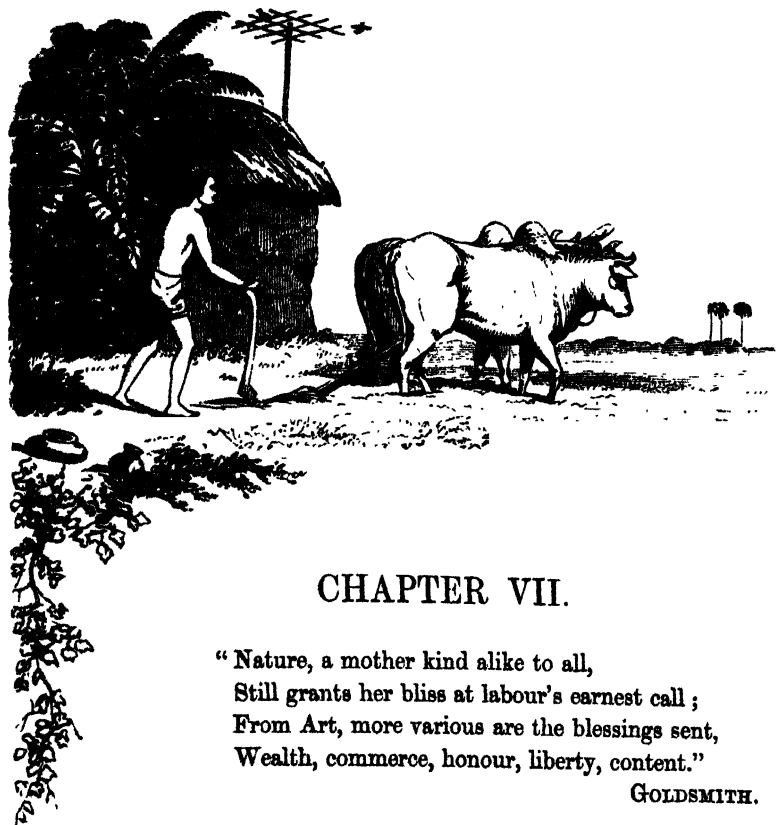 CHAPTER VII.
“ Nature, a mother kind alike to all,
Still grants her bliss at labour's earnest call ;
From Art, more various are the blessings sent,
Wealth, commerce, honour, liberty, content.”
GOLDSMITH.